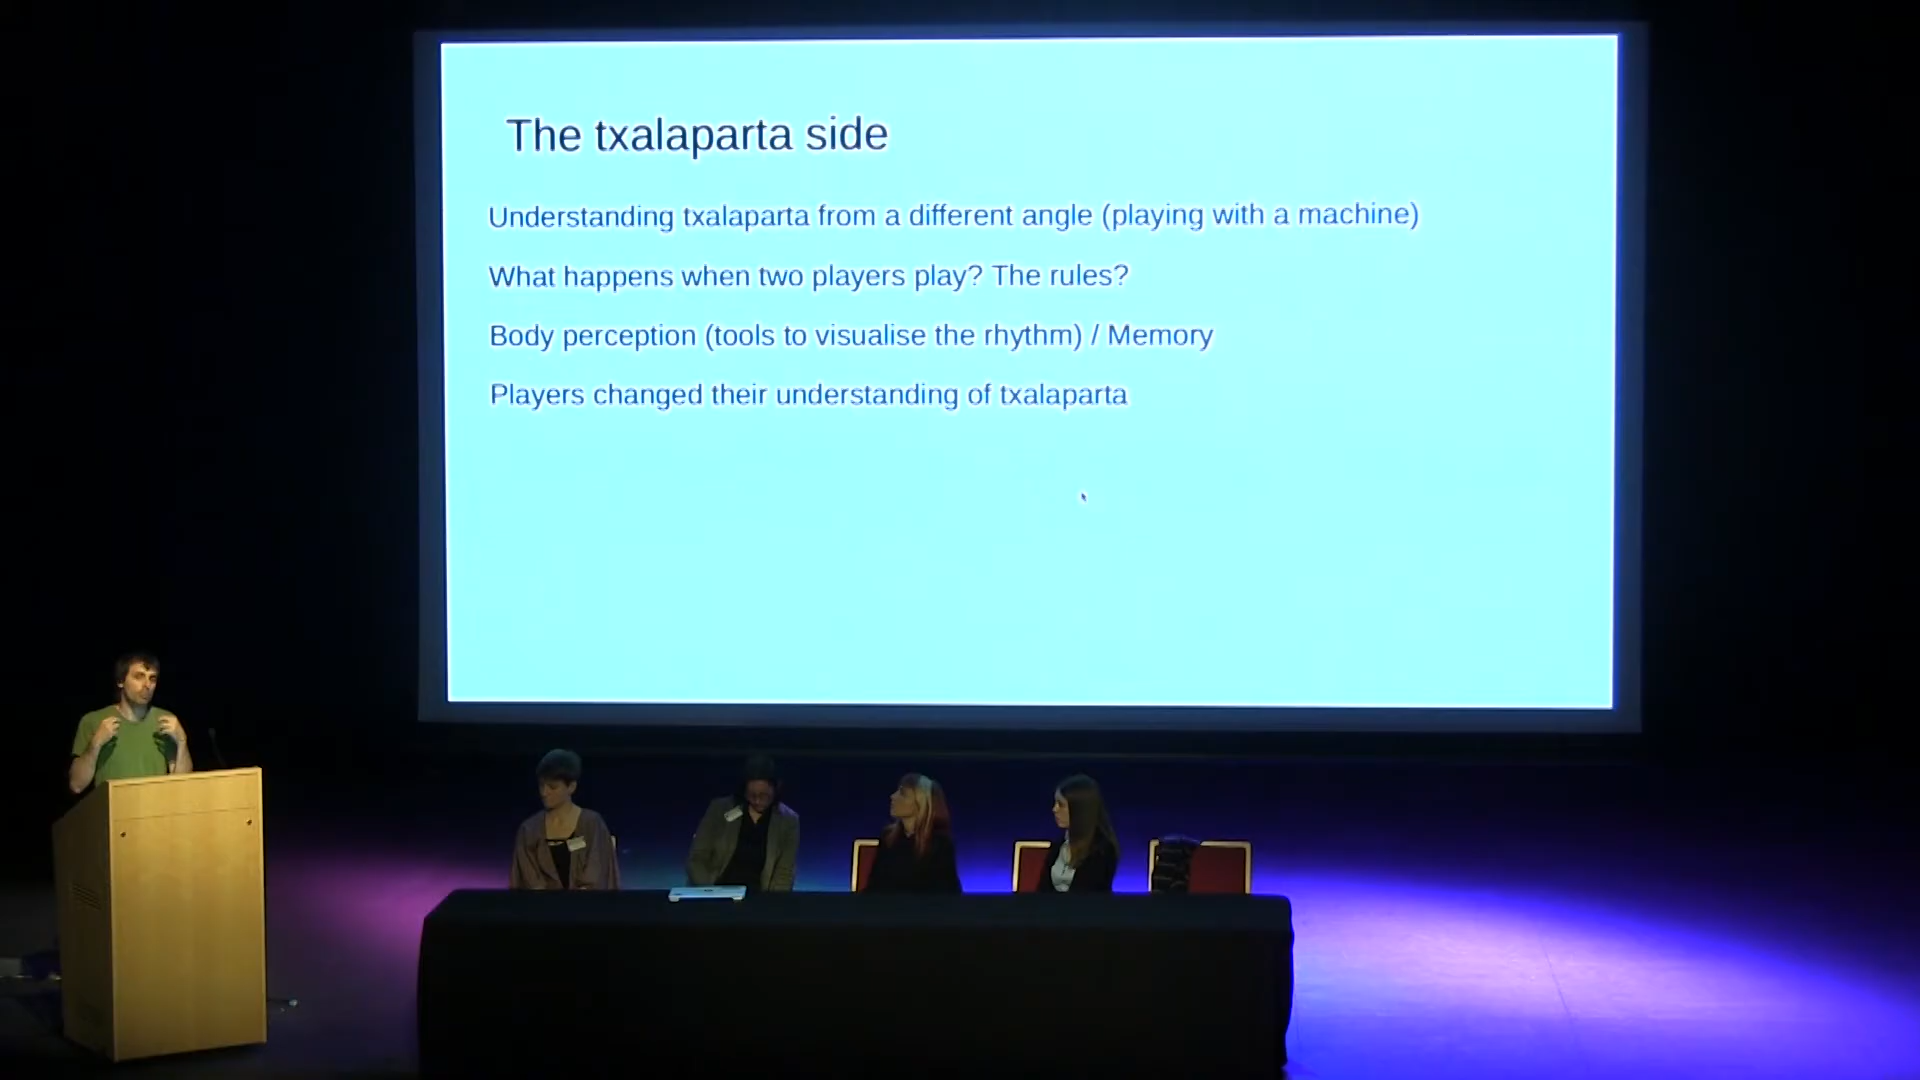 The txalaparta side
Understanding txalaparta from a different angle (playing with a machine)
What happens when two players play? The rules?
Body perception (tools to visualise the rhythm) / Memory
Players changed their understanding of txalaparta